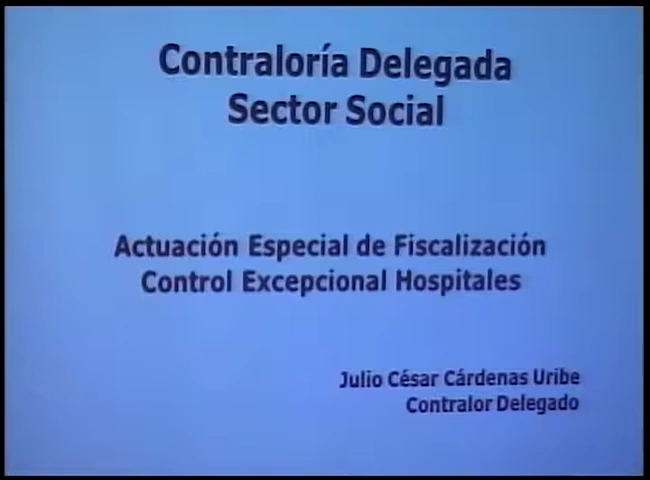 Contraloría Delegada
Sector Social
Actuación Especial de Fiscalización
Control Excepcional Hospitales
Julio César Cárdenas Uribe
Contralor Delegado